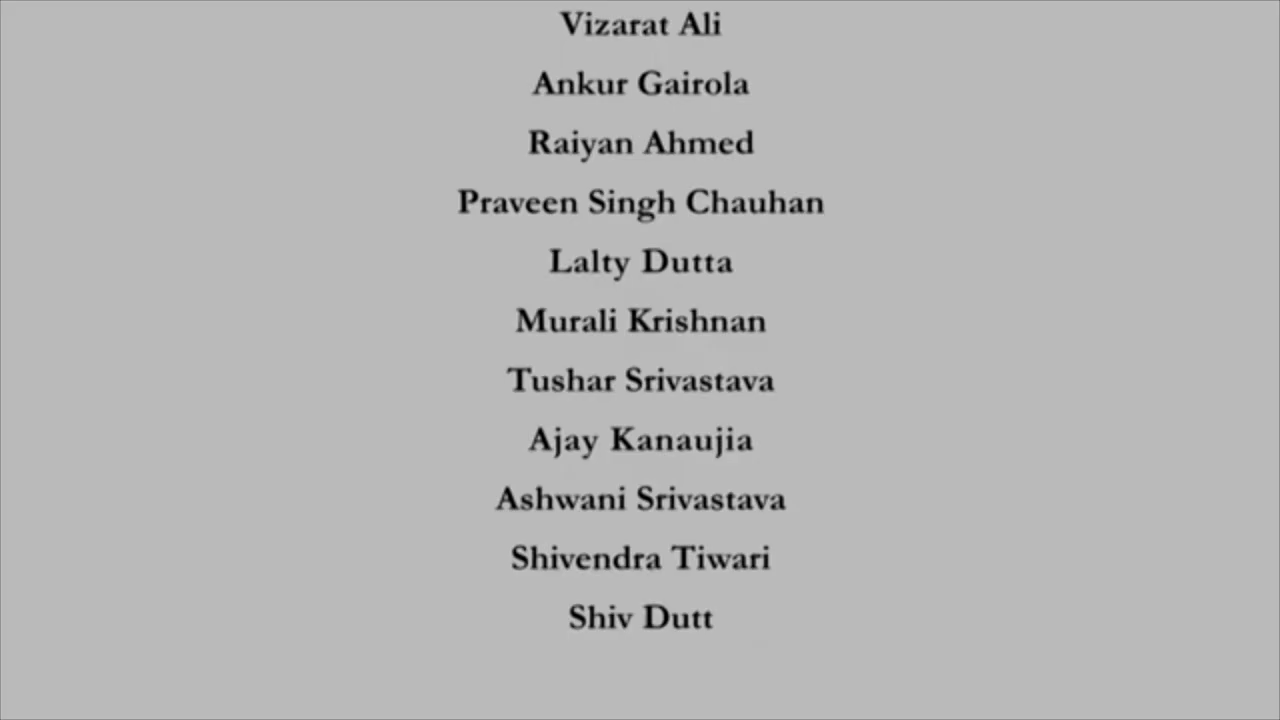 Vizarat Ali
Ankur Gairola
Raiyan Ahmed
Praveen Singh Chauhan
Lalty Dutta
Murali Krishnan
Tushar Srivastava
Ajay Kanaujia
Ashwani Srivastava
Shivendra Tiwari
Shiv Dutt